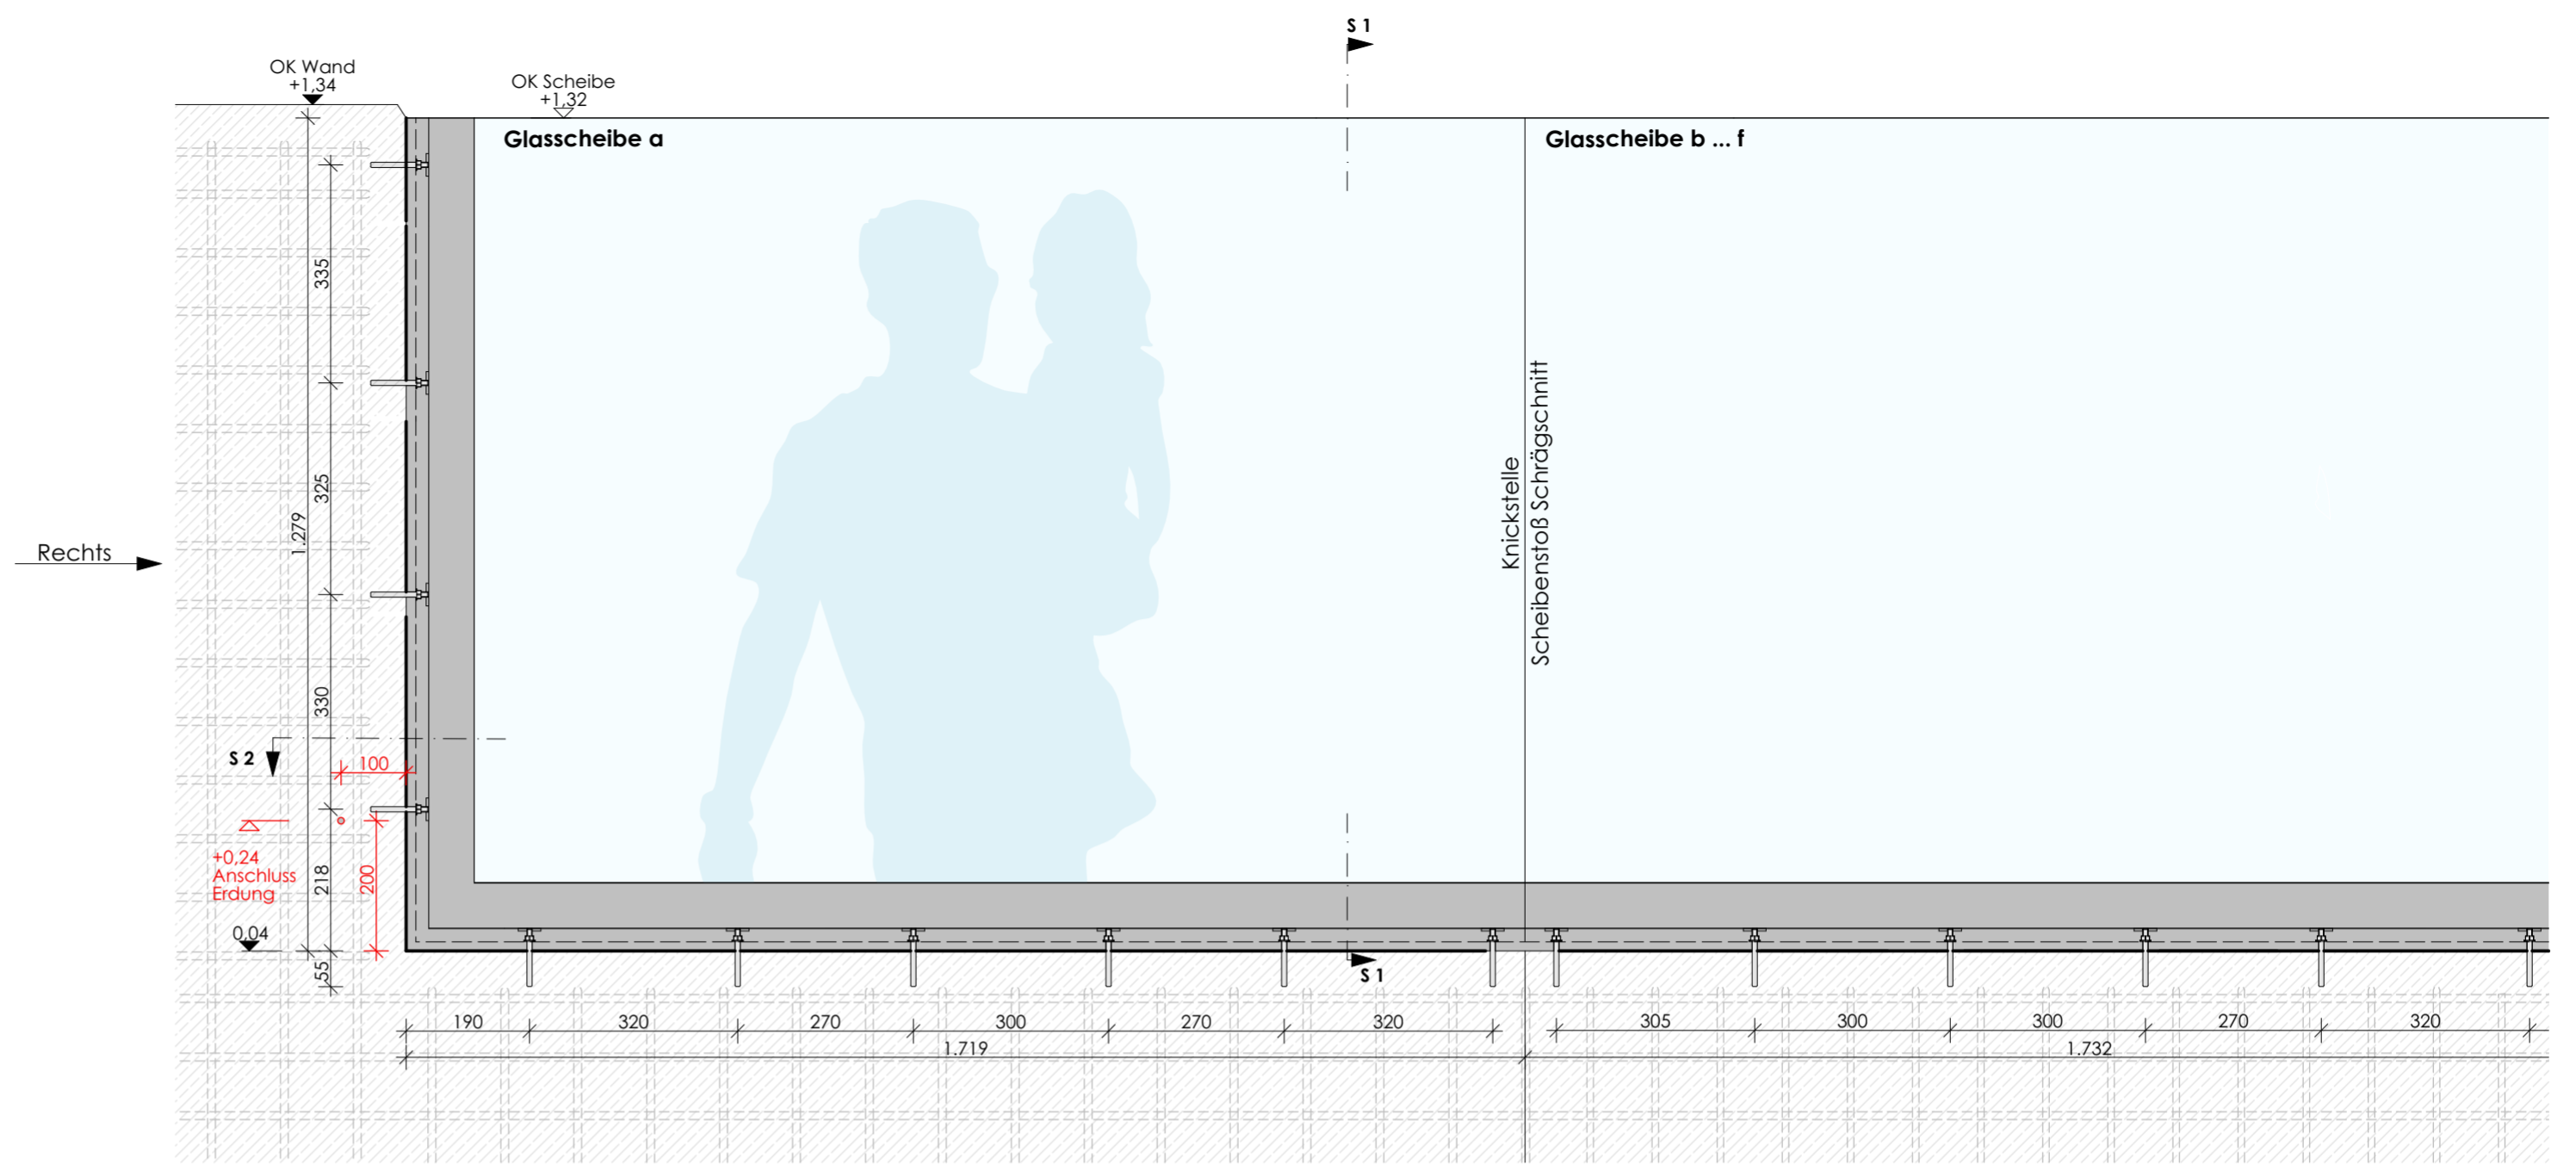 S 1
OK Wand
+1,34
OK Scheibe
+1,32
Glasscheibe a
Glasscheibe b ... f
335
325
1.279
330
218
55
Rechts
Knickstelle
Scheibenstoß Schrägschnitt
S 2
100
200
+0,24
Anschluss
Erdung
0,04
S 1
190
320
270
300
270
320
305
300
300
270
320
1.719
1.732